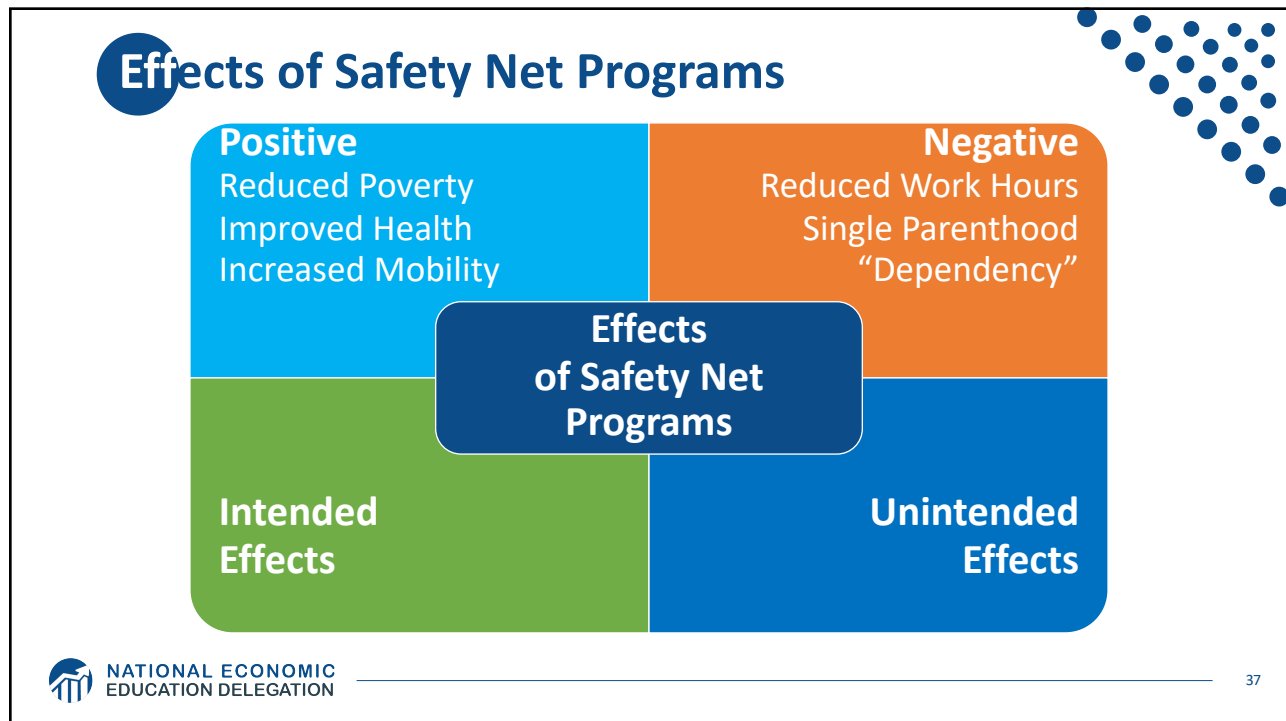 Effects of Safety Net Programs
Positive
Reduced Poverty
Improved Health
Increased Mobility
Negative
Reduced Work Hours
Single Parenthood
“Dependency”
Effects
of Safety Net
Programs
Intended
Effects
Unintended
Effects
NATIONAL ECONOMIC
EDUCATION DELEGATION
37